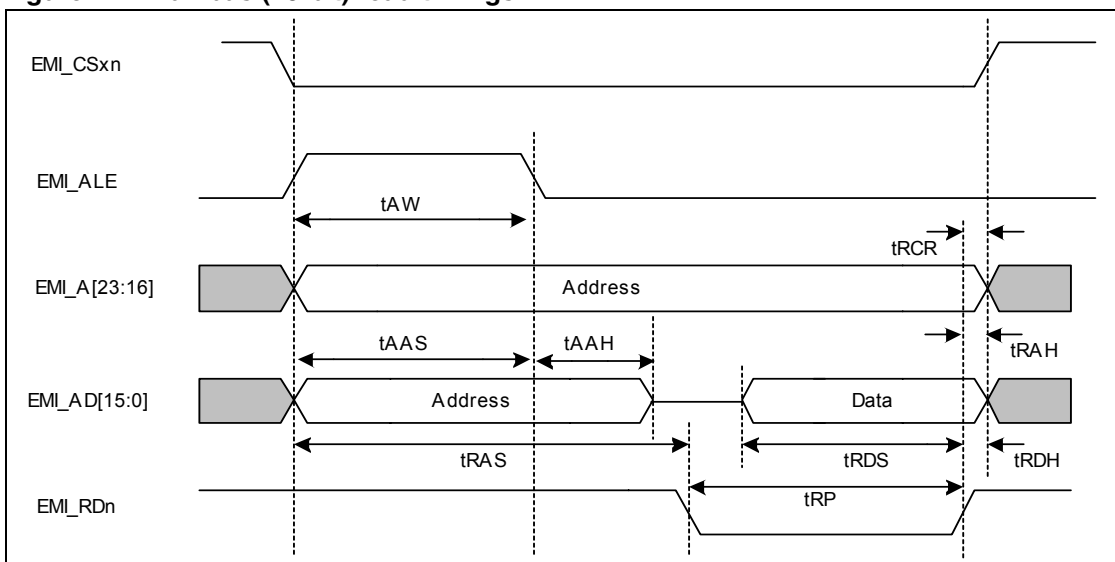 EMI_CSxn
EMI_ALE
tAW
tRCR
EMI_A[23:16]
Address
tAAS
tAAH
tRAH
EMI_AD[15:0]
Address
Data
tRAS
tRDS
tRDH
EMI_RDn
tRP